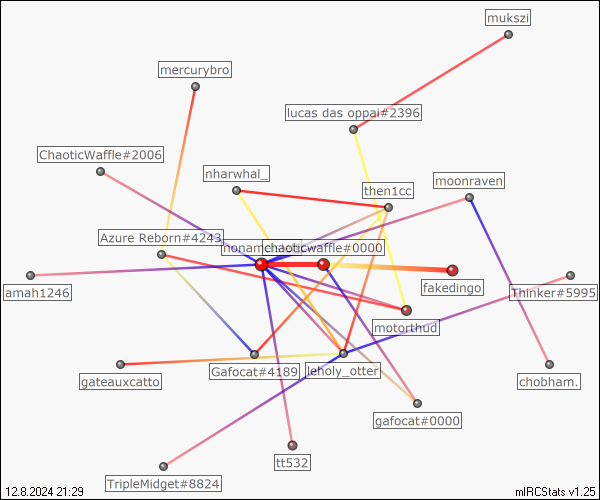 mukszi
mercurybro
lucas das oppai#2396
ChaoticWaffle#2006
nharwhal_
then1cc
moonraven
Azure Reborn#4243
chaoticwaffle#0000
fakedingo
amah1246
Thinker#5995
motorthud
Gafocat#4189
leholy_otter
gateauxcatto
chobham.
gafocat#0000
tt532
TripleMidget#8824
12.8.2024 21:29
mIRCStats v1.25